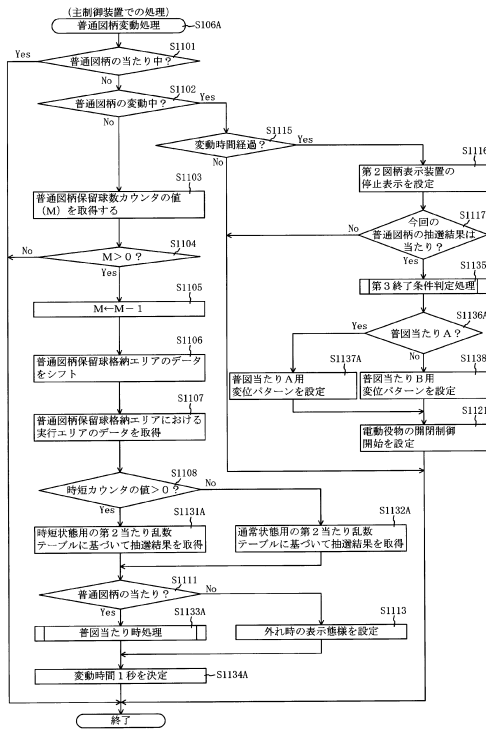 (主制御装置での処理)
普通図柄変動処理
S106A
S1101
Yes
普通図柄の当たり中?
No
S1102
普通図柄の変動中?
Yes
No
S1115
変動時間経過?
Yes
No
S1116
第2図柄表示装置の
停止表示を設定
S1103
普通図柄保留球数カウンタの値
(M)を取得する
S1117
今回の
普通図柄の抽選結果は
当たり?
No
Yes
S1104
No
M>0?
Yes
S1135
第3終了条件判定処理
S1105
M←M-1
S1136A
Yes
普図当たりA?
No
S1106
普通図柄保留球格納エリアのデータ
をシフト
S1137A
普図当たりA用
変位パターンを設定
S1138
普図当たりB用
変位パターンを設定
S1107
普通図柄保留球格納エリアにおける
実行エリアのデータを取得
S1121
電動役物の開閉制御
開始を設定
S1108
時短カウンタの値>0?
No
Yes
S1131A
時短状態用の第2当たり乱数
テーブルに基づいて抽選結果を取得
S1132A
通常状態用の第2当たり乱数
テーブルに基づいて抽選結果を取得
S1111
普通図柄の当たり?
No
Yes
S1133A
普図当たり時処理
S1113
外れ時の表示態様を設定
変動時間1秒を決定
S1134A
終了